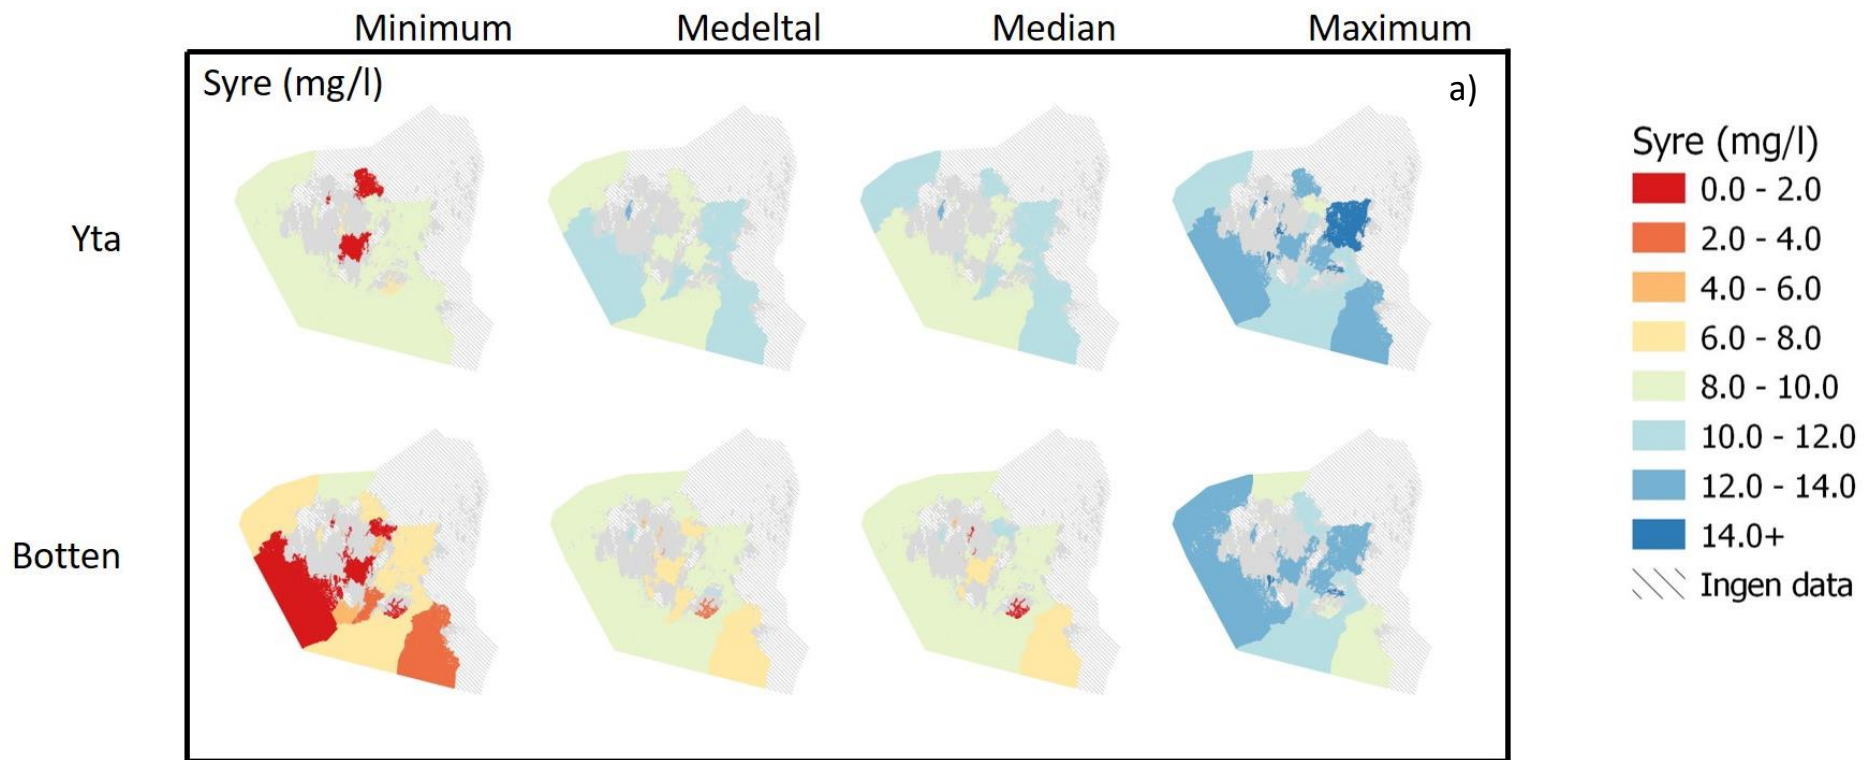 Minimum Medeltal Median Maximum
Syre (mg/l) a)
Yta
Botten
Syre (mg/l)
0.0 - 2.0
2.0 - 4.0
4.0 - 6.0
6.0 - 8.0
8.0 - 10.0
10.0 - 12.0
12.0 - 14.0
14.0+
Ingen data